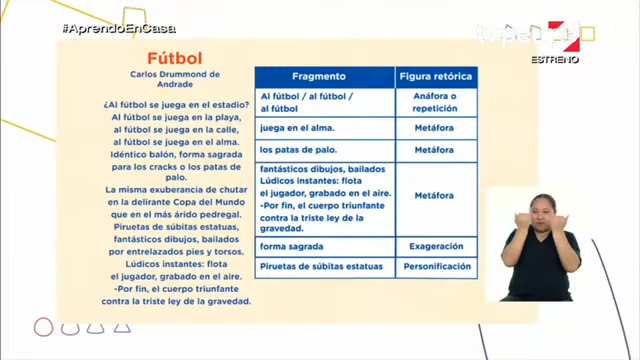 #AprendoEnCasa
ESTRENO
Fútbol
Carlos Drummond de
Andrade
¿Al fútbol se juega en el estadio?
Al fútbol se juega en la playa,
al fútbol se juega en la calle,
al fútbol se juega en el alma.
Idéntico balón, forma sagrada
para los cracks o los patas de
palo.
La misma exuberancia de chutar
en la delirante Copa del Mundo
que en el más árido pedregal.
Piruetas de súbitas estatuas,
fantásticos dibujos, bailados
por entrelazados pies y torsos.
Lúdicos instantes: flota
el jugador, grabado en el aire.
-Por fin, el cuerpo triunfante
contra la triste ley de la gravedad.
Fragmento Figura retórica
Al fútbol / al fútbol /
al fútbol
Anáfora o
repetición
juega en el alma. Metáfora
los patas de palo. Metáfora
fantásticos dibujos, bailados
Lúdicos instantes: flota
el jugador, grabado en el aire.
-Por fin, el cuerpo triunfante
contra la triste ley de la
gravedad.
Metáfora
forma sagrada Exageración
Piruetas de súbitas estatuas Personificación